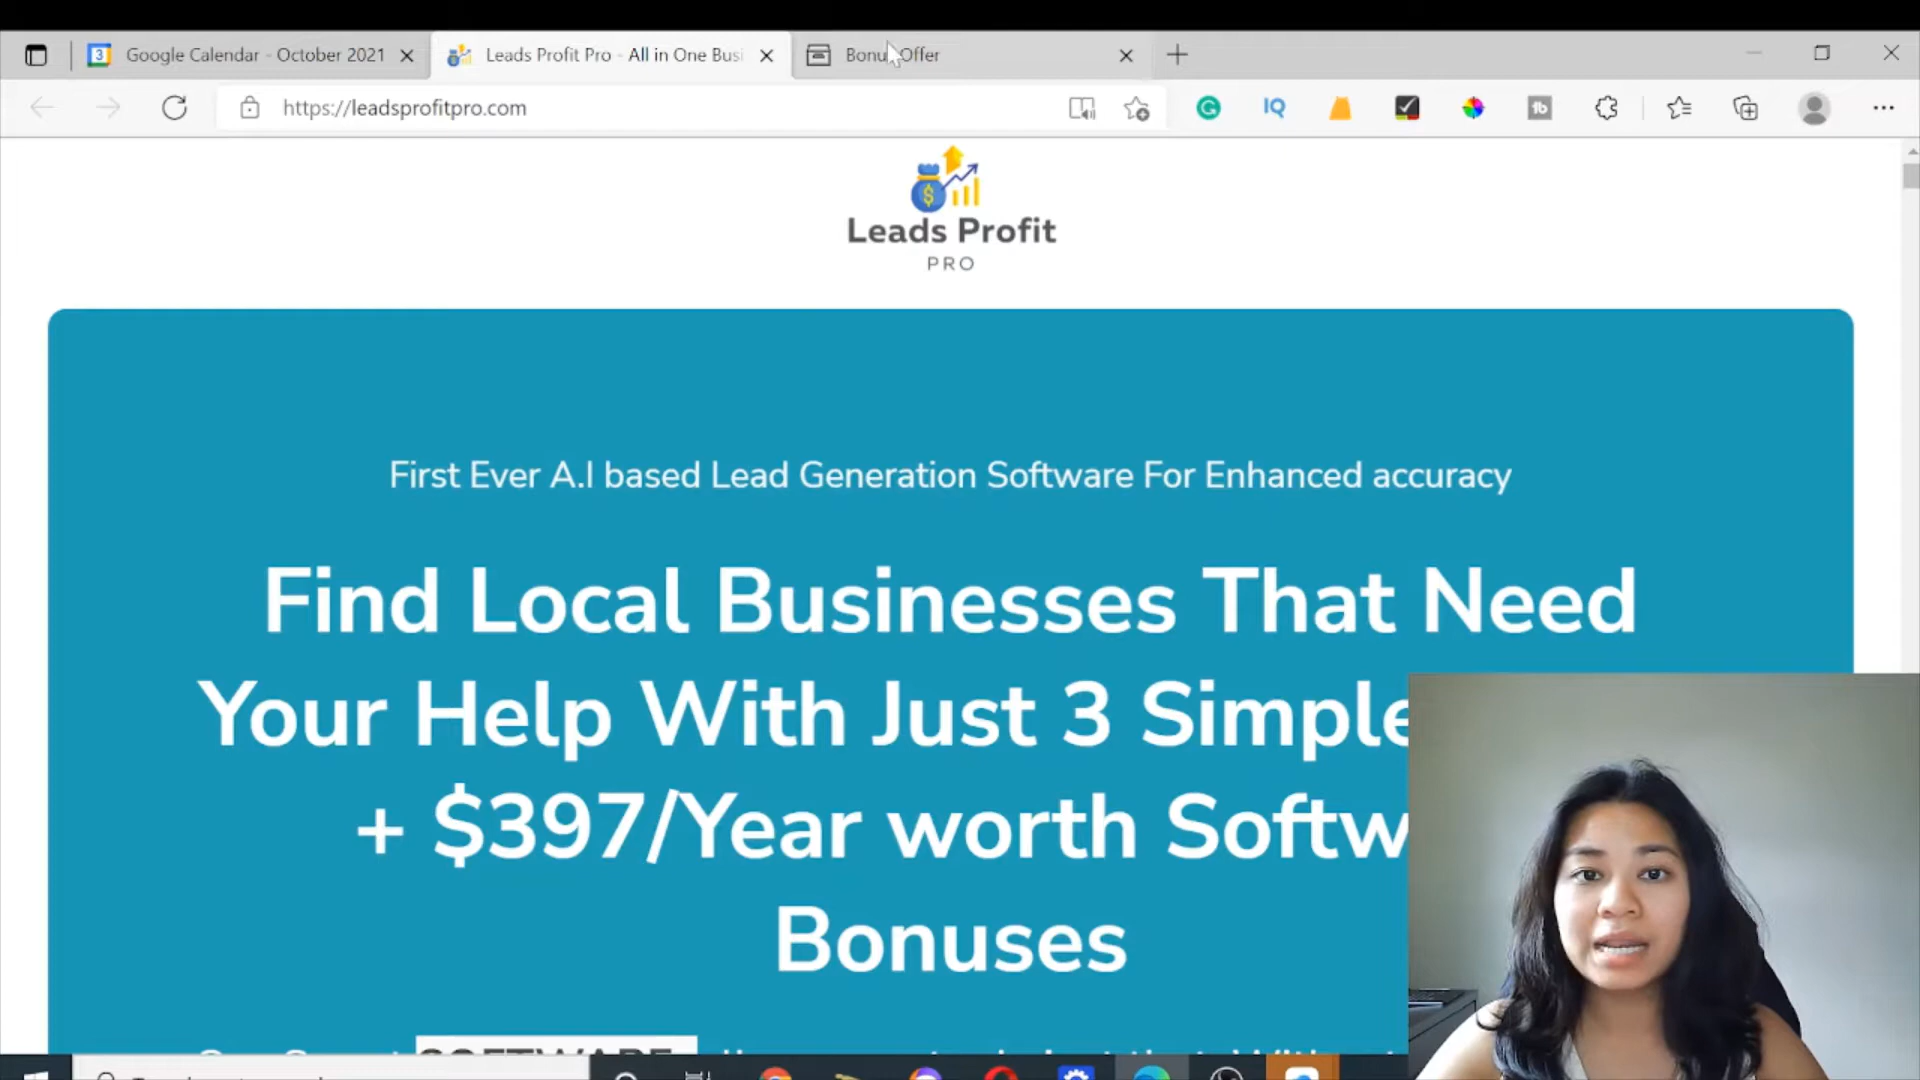 Google Calendar - October 2021
Leads Profit Pro - All in One Busi
Bonus Offer
https://leadsprofitpro.com
Leads Profit
PRO
First Ever A.I based Lead Generation Software For Enhanced accuracy
Find Local Businesses That Need
Your Help With Just 3 Simple
+ $397/Year worth Softw
Bonuses